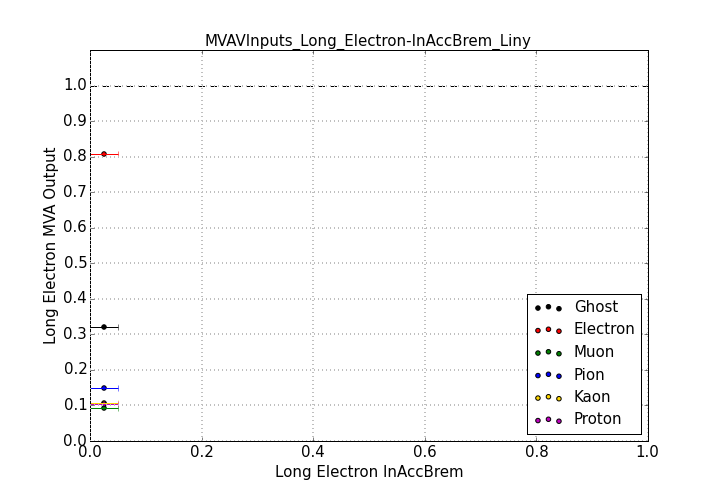 MVAVInputs_Long_Electron-InAccBrem_Liny
1.0
0.9
0.8
0.7
0.6
0.5
0.4
0.3
0.2
0.1
0.0
Long Electron MVA Output
Ghost
Electron
Muon
Pion
Kaon
Proton
0.0 0.2 0.4 0.6 0.8 1.0
Long Electron InAccBrem